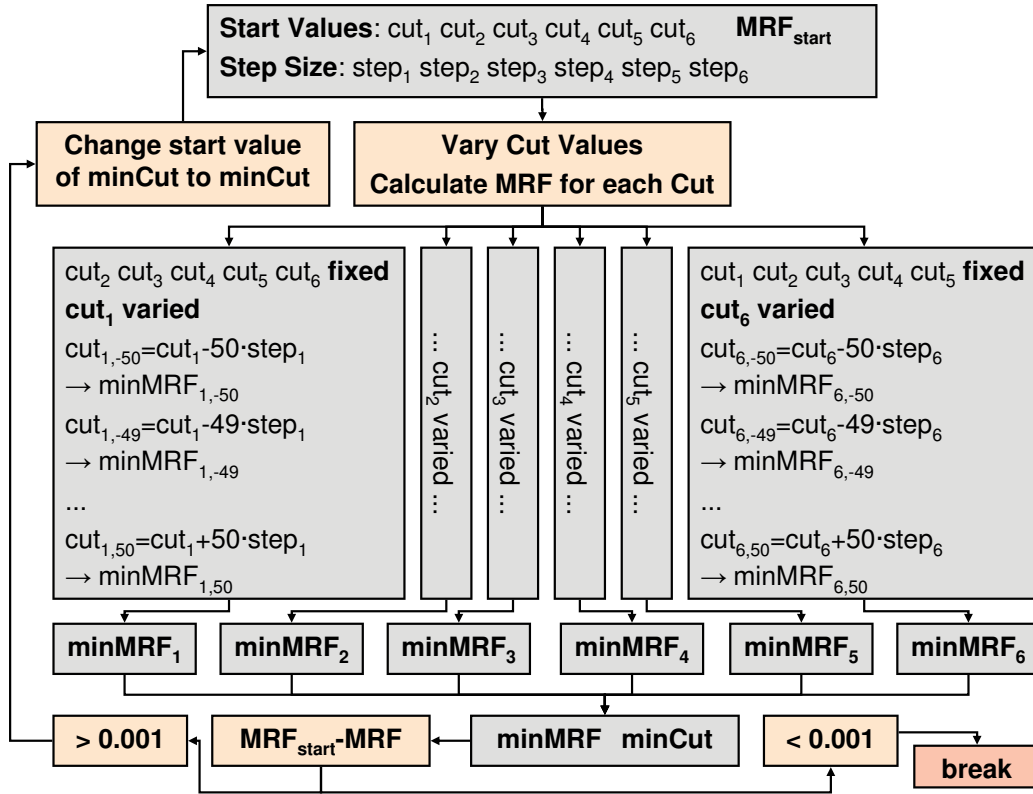 Start Values: cut1 cut2 cut3 cut4 cut5 cut6 MRFstart
Step Size: step1 step2 step3 step4 step5 step6
Change start value
of minCut to minCut
Vary Cut Values
Calculate MRF for each Cut
cut2 cut3 cut4 cut5 cut6 fixed
cut1 varied
cut1,-50=cut1-50·step1
→ minMRF1,-50
cut1,-49=cut1-49·step1
→ minMRF1,-49
...
cut1,50=cut1+50·step1
→ minMRF1,50
... cut2 varied ...
... cut3 varied ...
... cut4 varied ...
... cut5 varied ...
cut1 cut2 cut3 cut4 cut5 fixed
cut6 varied
cut6,-50=cut6-50·step6
→ minMRF6,-50
cut6,-49=cut6-49·step6
→ minMRF6,-49
...
cut6,50=cut6+50·step6
→ minMRF6,50
minMRF1
minMRF2
minMRF3
minMRF4
minMRF5
minMRF6
> 0.001
MRFstart-MRF
minMRF minCut
< 0.001
break